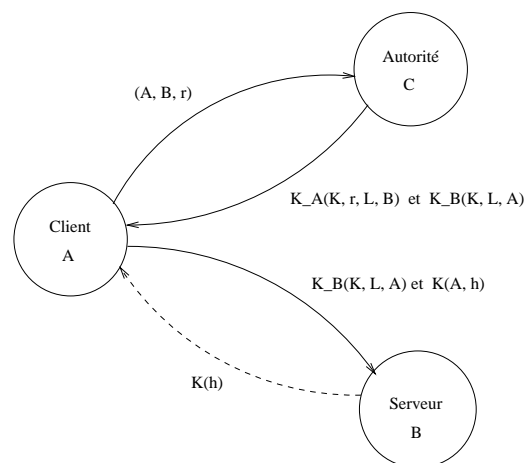 Autorité
C
(A, B, r)
K_A(K, r, L, B) et K_B(K, L, A)
Client
A
K_B(K, L, A) et K(A, h)
K(h)
Serveur
B